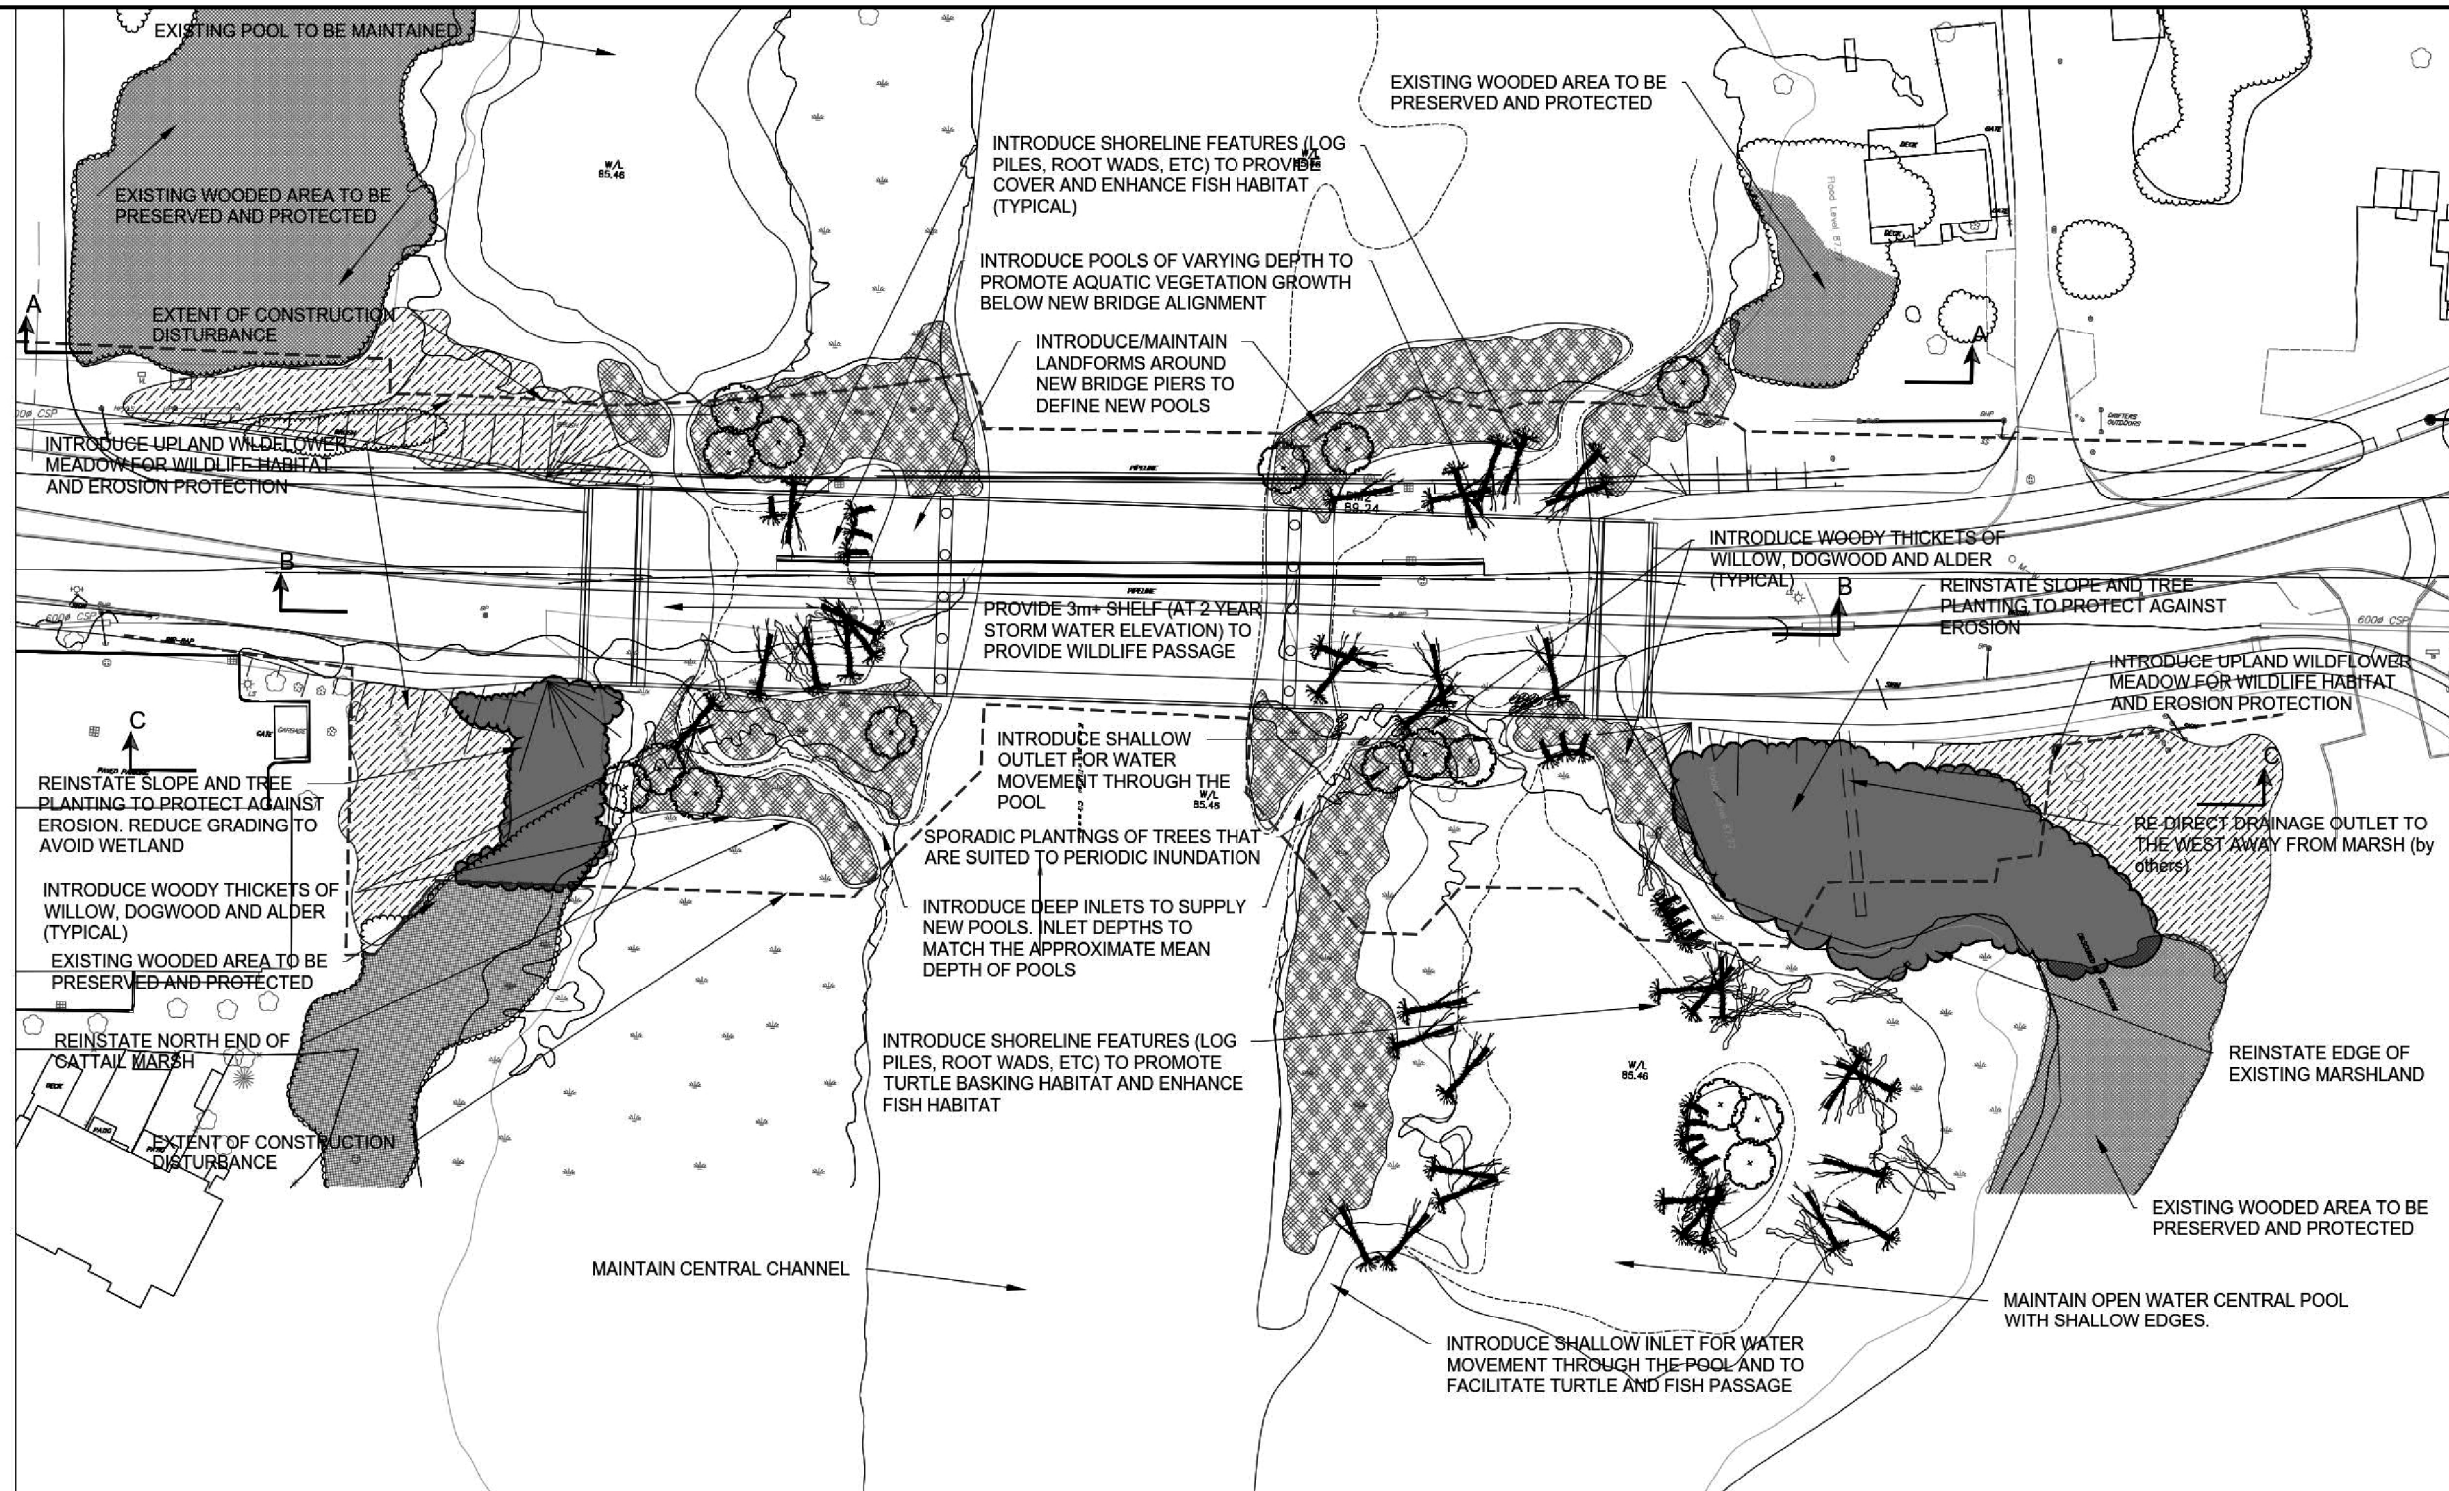 EXISTING POOL TO BE MAINTAINED
EXISTING WOODED AREA TO BE
PRESERVED AND PROTECTED
W/L
85.46
EXISTING WOODED AREA TO BE
PRESERVED AND PROTECTED
INTRODUCE SHORELINE FEATURES (LOG
PILES, ROOT WADS, ETC) TO PROVIDE
COVER AND ENHANCE FISH HABITAT
(TYPICAL)
W/L
GATE
DECK
GATE
DECK
INTRODUCE POOLS OF VARYING DEPTH TO
PROMOTE AQUATIC VEGETATION GROWTH
BELOW NEW BRIDGE ALIGNMENT
A
EXTENT OF CONSTRUCTION
DISTURBANCE
INTRODUCE/MAINTAIN
LANDFORMS AROUND
NEW BRIDGE PIERS TO
DEFINE NEW POOLS
A
DRIFTERS
OUTDOORS
INTRODUCE UPLAND WILDFLOWER
MEADOW FOR WILDLIFE HABITAT
AND EROSION PROTECTION
PIPELINE
89.24
INTRODUCE WOODY THICKETS OF
WILLOW, DOGWOOD AND ALDER
(TYPICAL)
B
B
REINSTATE SLOPE AND TREE
PLANTING TO PROTECT AGAINST
EROSION
PIPELINE
PROVIDE 3m+ SHELF (AT 2 YEAR
STORM WATER ELEVATION) TO
PROVIDE WILDLIFE PASSAGE
600ø CSP
600ø CSP
INTRODUCE UPLAND WILDFLOWER
MEADOW FOR WILDLIFE HABITAT
AND EROSION PROTECTION
C
GATE
GARBAGE
INTRODUCE SHALLOW
OUTLET FOR WATER
MOVEMENT THROUGH THE
POOL
W/L
85.46
C
REINSTATE SLOPE AND TREE
PLANTING TO PROTECT AGAINST
EROSION. REDUCE GRADING TO
AVOID WETLAND
SPORADIC PLANTINGS OF TREES THAT
ARE SUITED TO PERIODIC INUNDATION
RE-DIRECT DRAINAGE OUTLET TO
THE WEST AWAY FROM MARSH (by
others)
INTRODUCE WOODY THICKETS OF
WILLOW, DOGWOOD AND ALDER
(TYPICAL)
INTRODUCE DEEP INLETS TO SUPPLY
NEW POOLS. INLET DEPTHS TO
MATCH THE APPROXIMATE MEAN
DEPTH OF POOLS
EXISTING WOODED AREA TO BE
PRESERVED AND PROTECTED
REINSTATE NORTH END OF
CATTAIL MARSH
INTRODUCE SHORELINE FEATURES (LOG
PILES, ROOT WADS, ETC) TO PROMOTE
TURTLE BASKING HABITAT AND ENHANCE
FISH HABITAT
W/L
85.46
REINSTATE EDGE OF
EXISTING MARSHLAND
DECK
EXTENT OF CONSTRUCTION
DISTURBANCE
EXISTING WOODED AREA TO BE
PRESERVED AND PROTECTED
MAINTAIN CENTRAL CHANNEL
MAINTAIN OPEN WATER CENTRAL POOL
WITH SHALLOW EDGES.
INTRODUCE SHALLOW INLET FOR WATER
MOVEMENT THROUGH THE POOL AND TO
FACILITATE TURTLE AND FISH PASSAGE